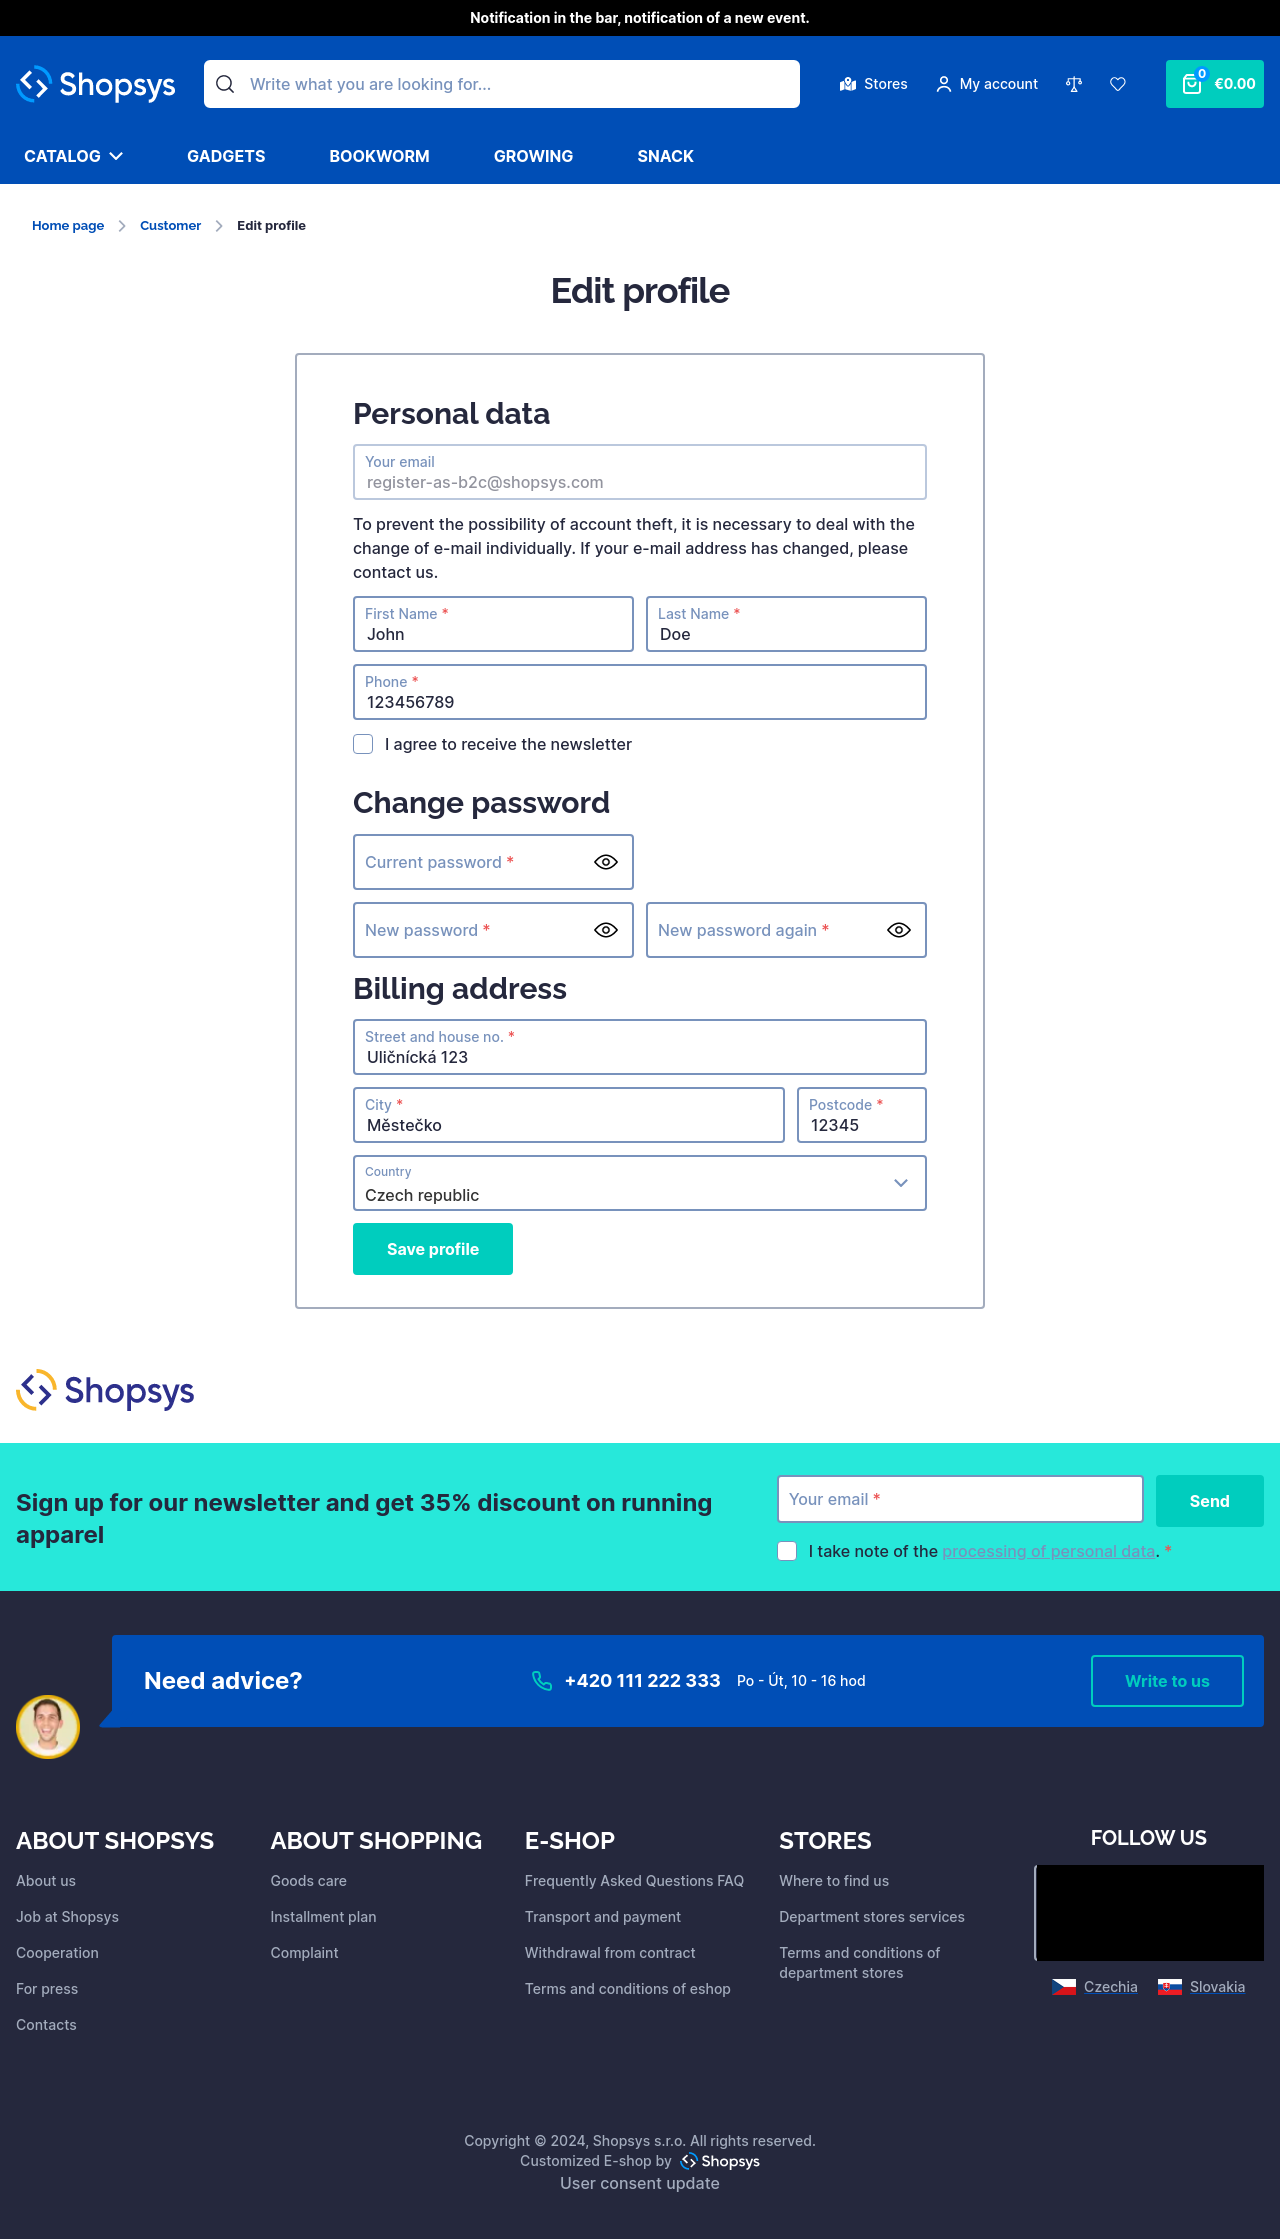 Notification in the bar, notification of a new event.
Shopsys
Write what you are looking for...
Stores
My account
0
€0.00
CATALOG
GADGETS
BOOKWORM
GROWING
SNACK
Home page
Customer
Edit profile
Edit profile
Personal data
Your email
register-as-b2c@shopsys.com
To prevent the possibility of account theft, it is necessary to deal with the
change of e-mail individually. If your e-mail address has changed, please
contact us.
First Name *
John
Last Name *
Doe
Phone *
123456789
I agree to receive the newsletter
Change password
Current password *
New password *
New password again *
Billing address
Street and house no. *
Uličnícká 123
City *
Městečko
Postcode *
12345
Country
Czech republic
Save profile
Shopsys
Sign up for our newsletter and get 35% discount on running
apparel
Your email *
Send
I take note of the processing of personal data. *
Need advice?
+420 111 222 333
Po - Út, 10 - 16 hod
Write to us
ABOUT SHOPSYS
About us
Job at Shopsys
Cooperation
For press
Contacts
ABOUT SHOPPING
Goods care
Installment plan
Complaint
E-SHOP
Frequently Asked Questions FAQ
Transport and payment
Withdrawal from contract
Terms and conditions of eshop
STORES
Where to find us
Department stores services
Terms and conditions of
department stores
FOLLOW US
Czechia
Slovakia
Copyright © 2024, Shopsys s.r.o. All rights reserved.
Customized E-shop by Shopsys
User consent update